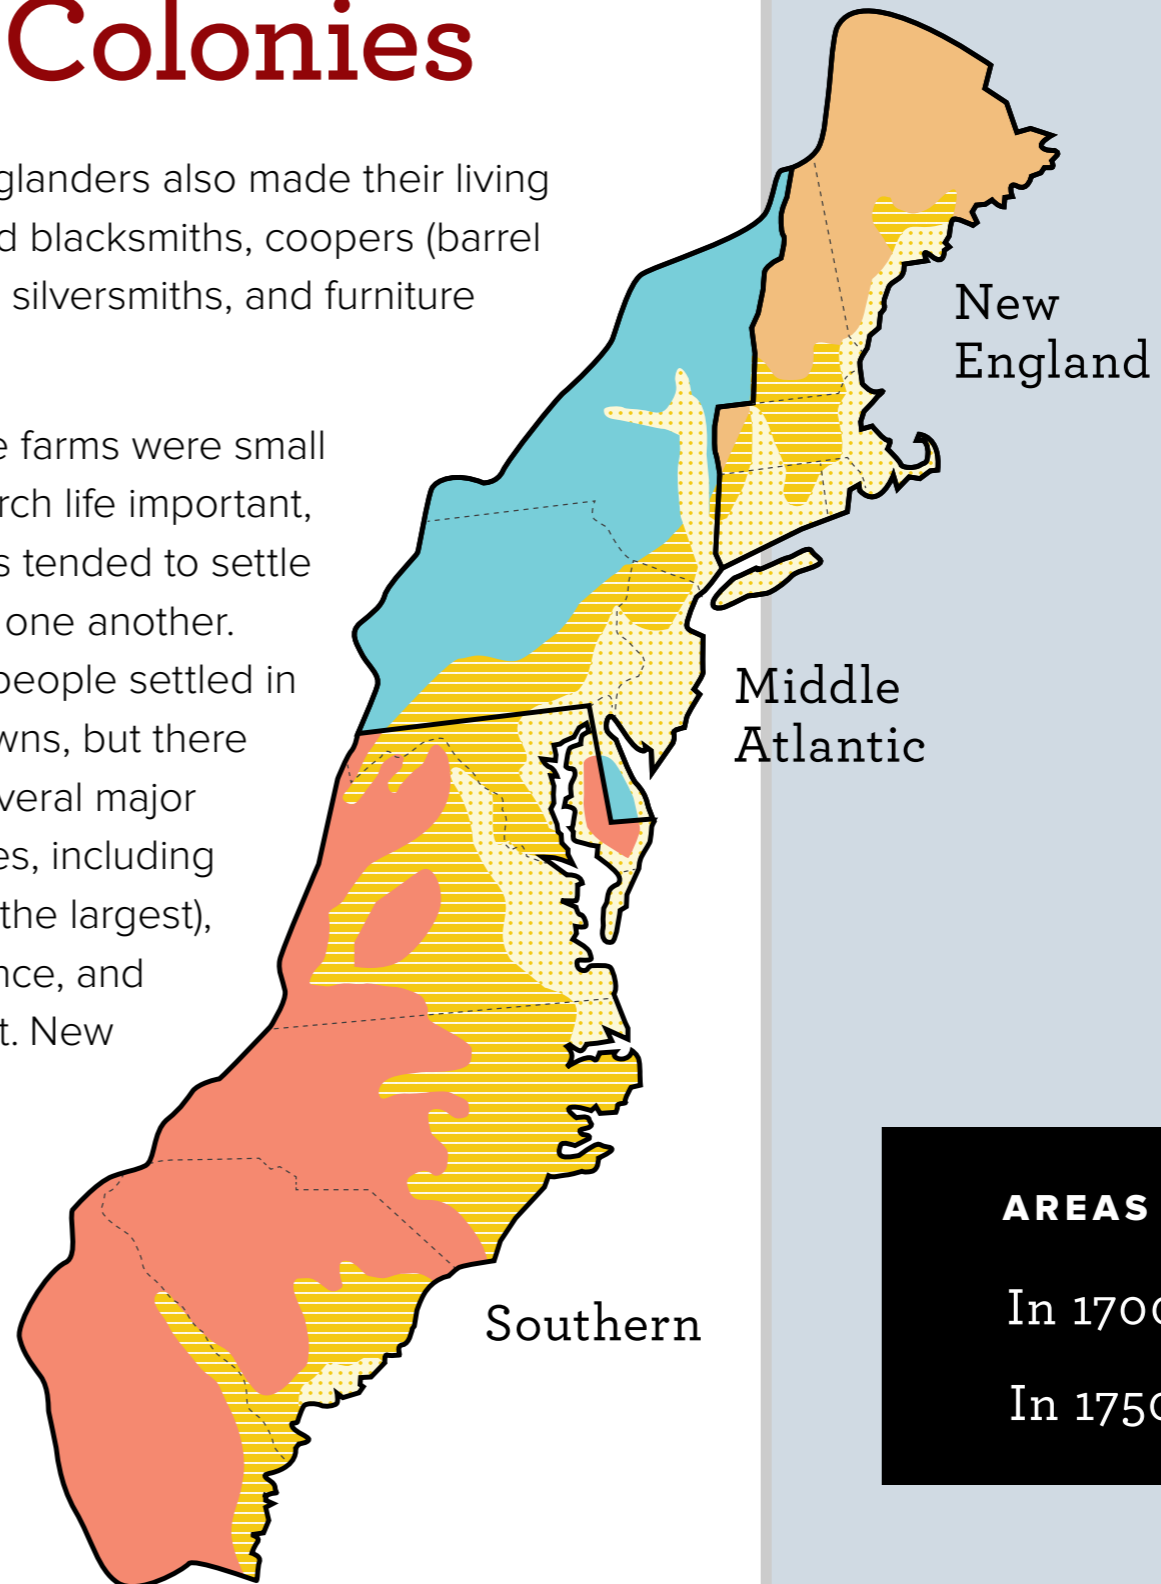 Colonies
glanders also made their living
d blacksmiths, coopers (barrel
silversmiths, and furniture
e farms were small
rch life important,
s tended to settle
one another.
people settled in
wns, but there
veral major
es, including
the largest),
nce, and
t. New
New
England
Middle
Atlantic
Southern
AREAS
In 1700
In 1750